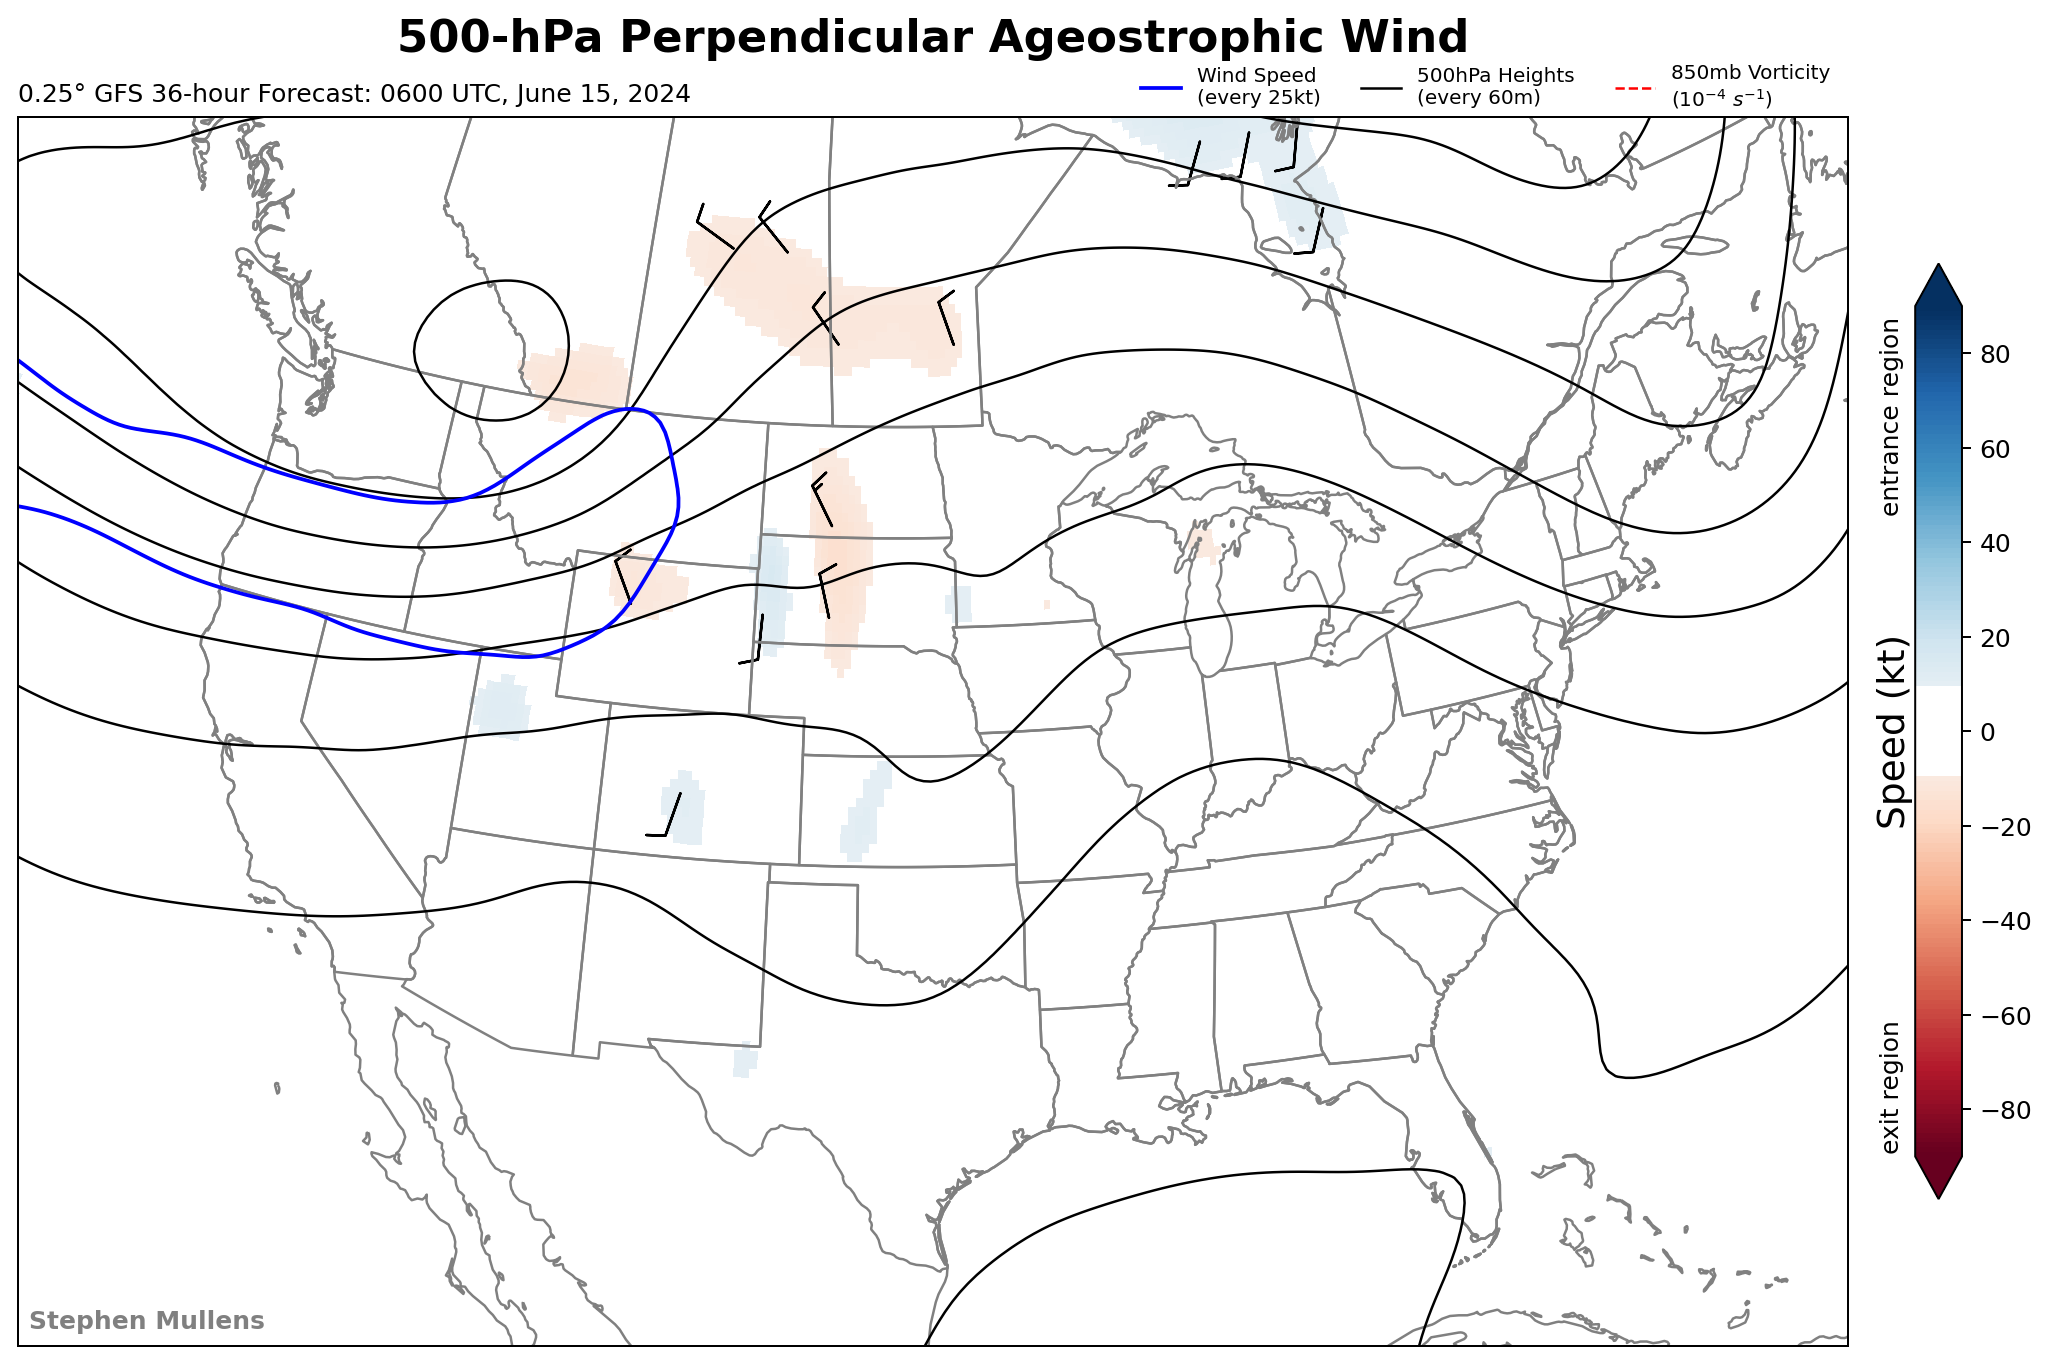 500-hPa Perpendicular Ageostrophic Wind
0.25° GFS 36-hour Forecast: 0600 UTC, June 15, 2024
Wind Speed
(every 25kt)
500hPa Heights
(every 60m)
850mb Vorticity
(10⁻⁴ s⁻¹)
entrance region
Speed (kt)
exit region
80
60
40
20
0
−20
−40
−60
−80
Stephen Mullens